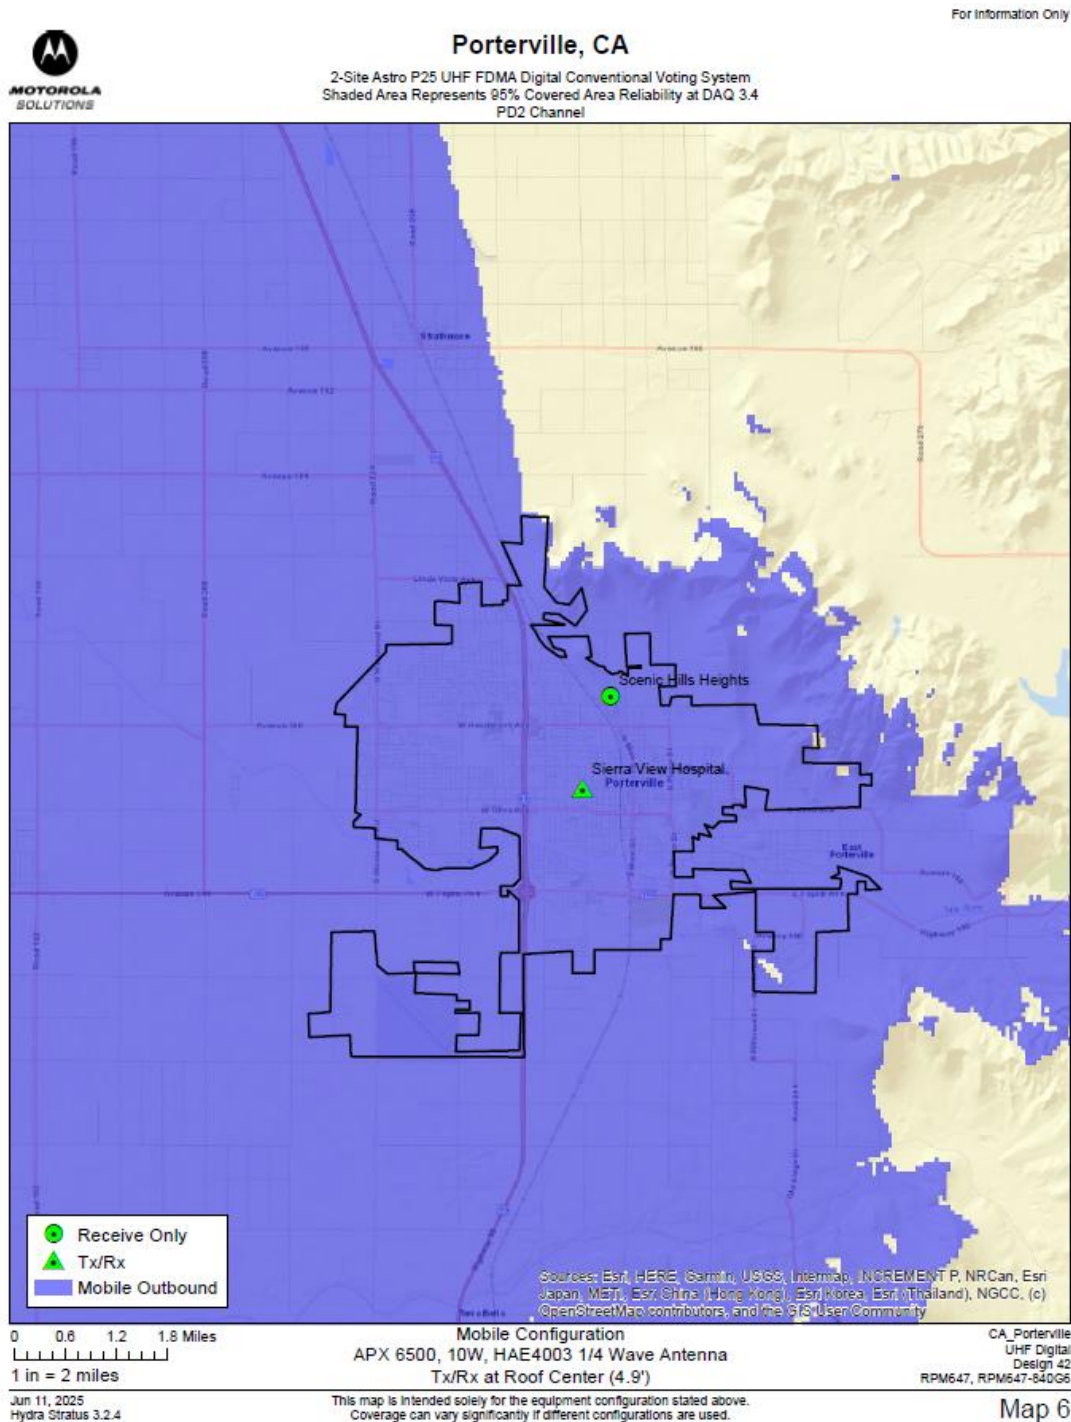 For Information Only
MOTOROLA
SOLUTIONS
Porterville, CA
2-Site Astro P25 UHF FDMA Digital Conventional Voting System
Shaded Area Represents 95% Covered Area Reliability at DAQ 3.4
PD2 Channel
Strathmore
Linda Vista Ave
Scenic Hills Heights
Sierra View Hospital
Porterville
East
Porterville
Terra Bella
Receive Only
Tx/Rx
Mobile Outbound
Sources: Esri, HERE, Garmin, USGS, Intermap, INCREMENT P, NRCan, Esri
Japan, METI, Esri China (Hong Kong), Esri Korea, Esri (Thailand), NGCC, (c)
OpenStreetMap contributors, and the GIS User Community
0 0.6 1.2 1.8 Miles
1 in = 2 miles
Mobile Configuration
APX 6500, 10W, HAE4003 1/4 Wave Antenna
Tx/Rx at Roof Center (4.9')
CA_Porterville
UHF Digital
Design 42
RPM647, RPM647-840G6
Jun 11, 2025
Hydra Stratus 3.2.4
This map is intended solely for the equipment configuration stated above.
Coverage can vary significantly if different configurations are used.
Map 6